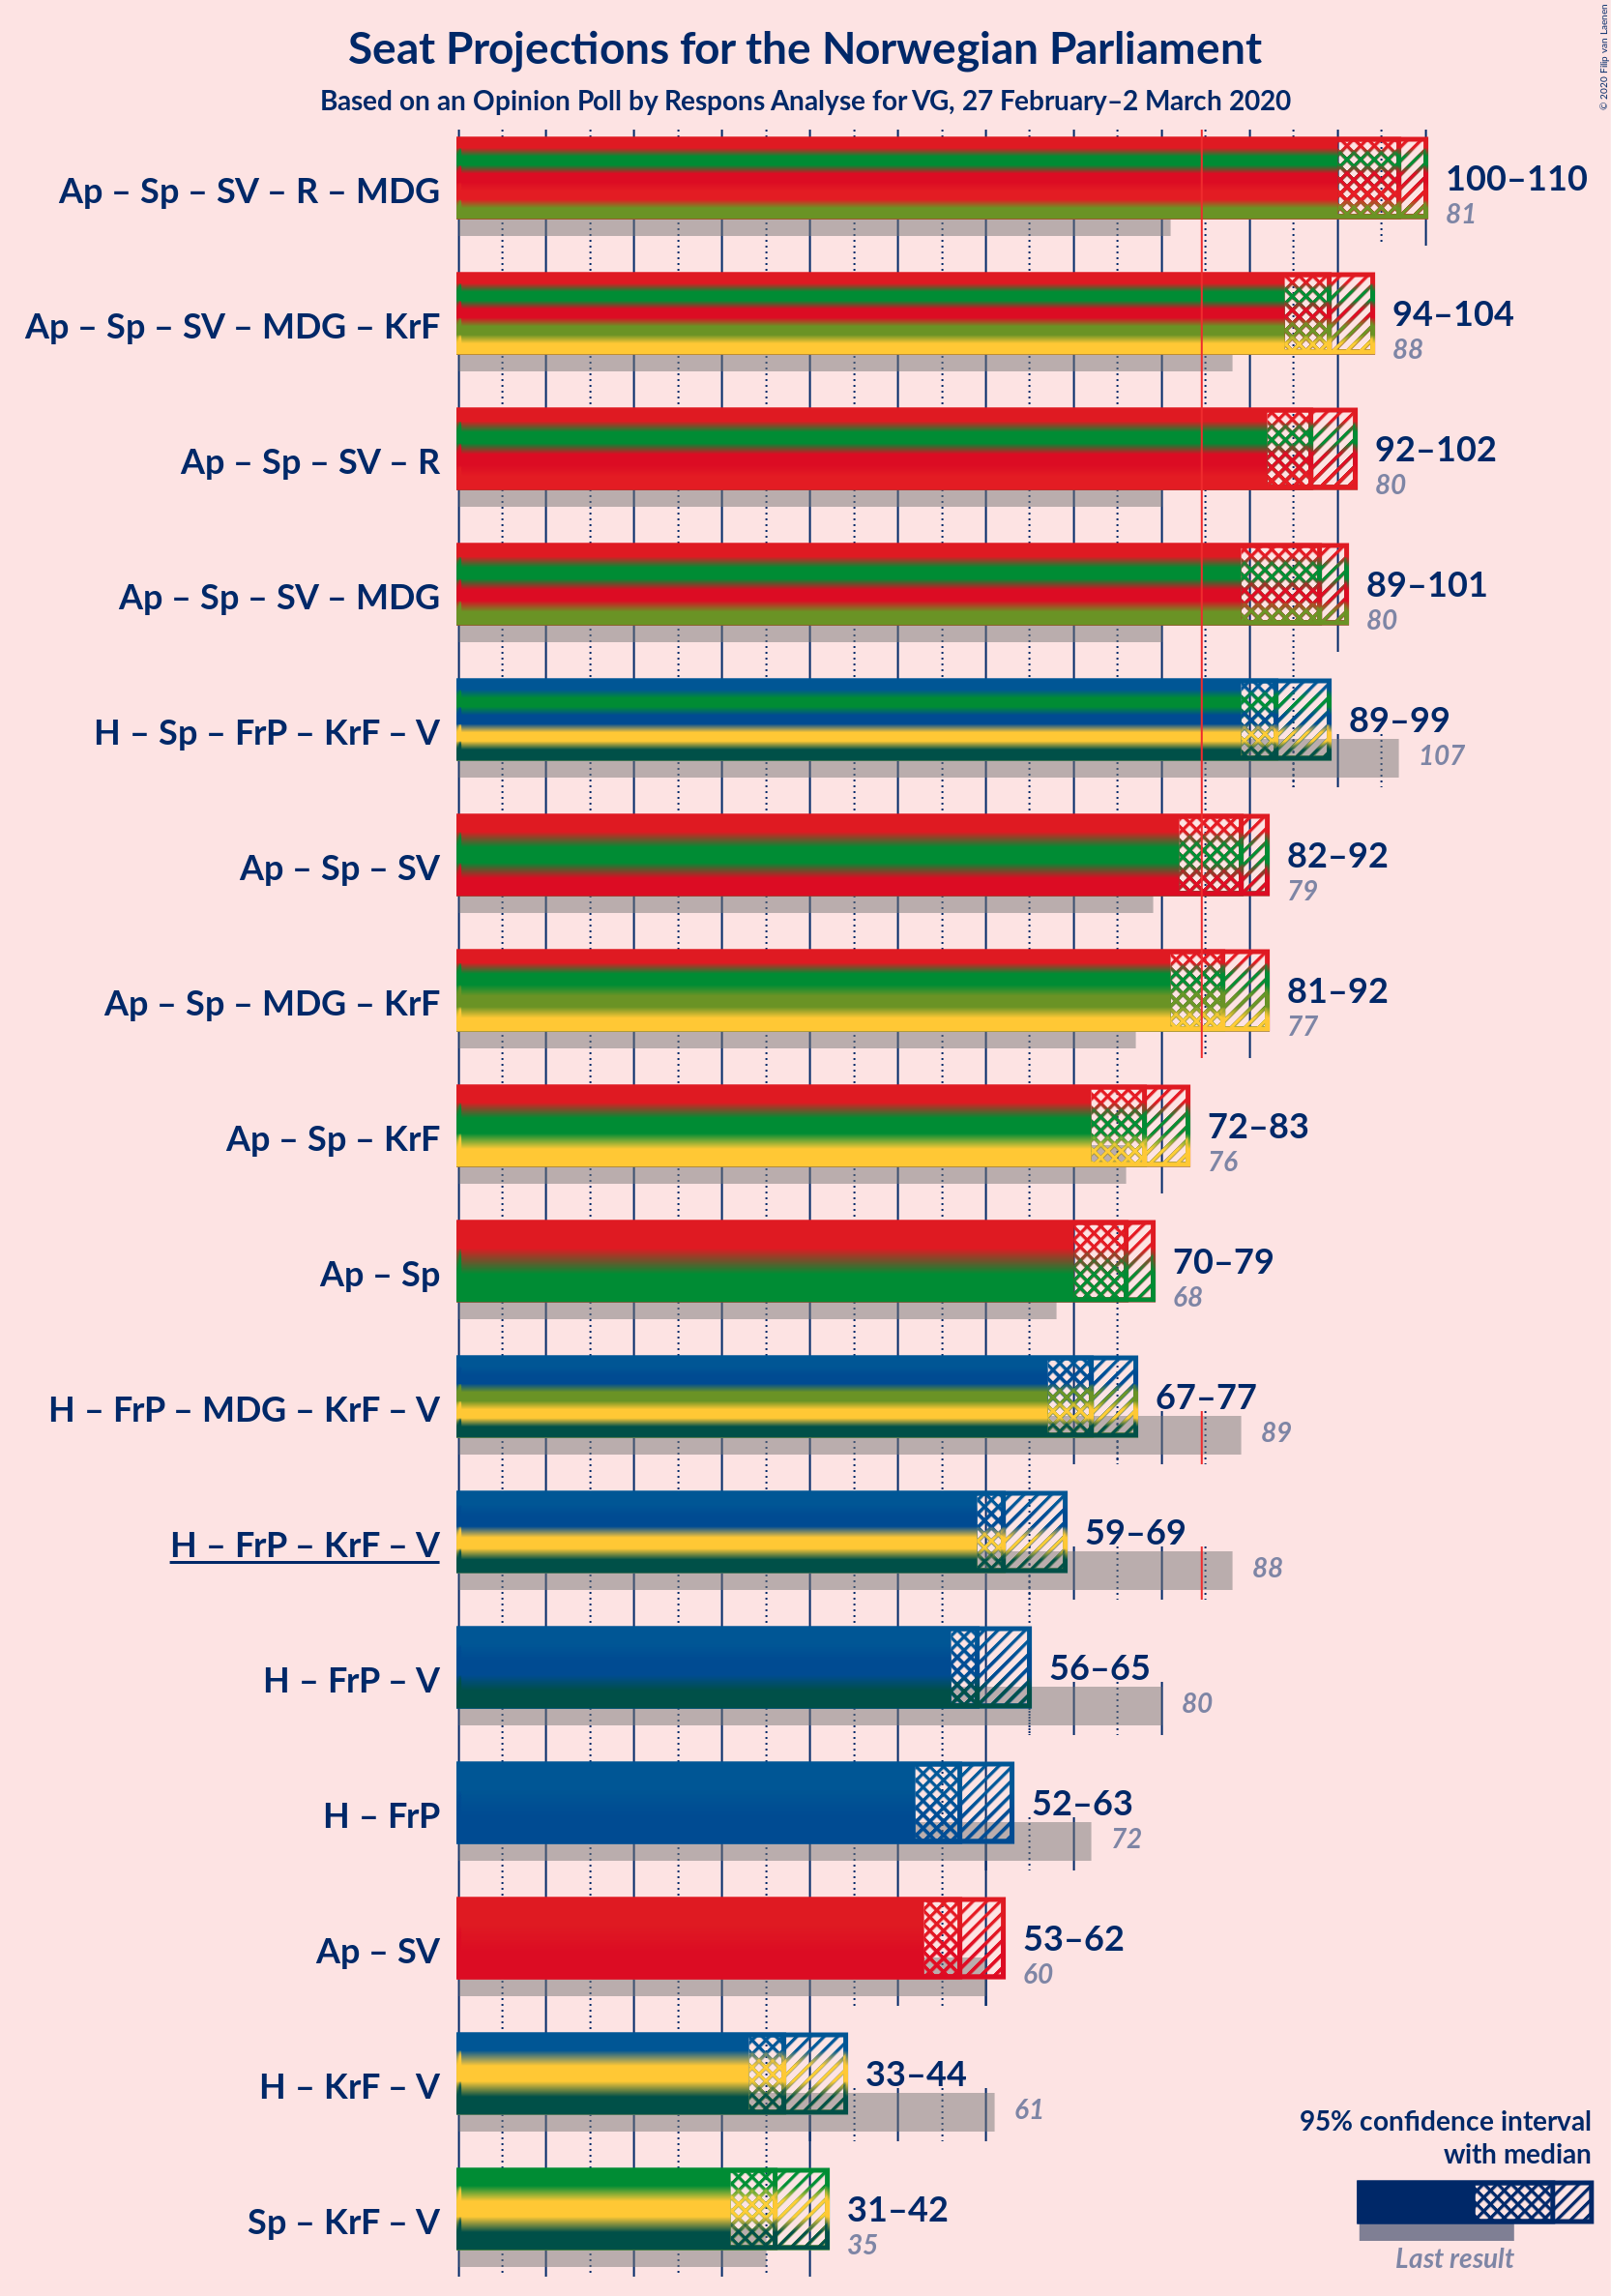 Seat Projections for the Norwegian Parliament
Based on an Opinion Poll by Respons Analyse for VG, 27 February–2 March 2020
© 2020 Filip van Laenen
Ap – Sp – SV – R – MDG
100–110
81
Ap – Sp – SV – MDG – KrF
94–104
88
Ap – Sp – SV – R
92–102
80
Ap – Sp – SV – MDG
89–101
80
H – Sp – FrP – KrF – V
89–99
107
Ap – Sp – SV
82–92
79
Ap – Sp – MDG – KrF
81–92
77
Ap – Sp – KrF
72–83
76
Ap – Sp
70–79
68
H – FrP – MDG – KrF – V
67–77
89
H – FrP – KrF – V
59–69
88
H – FrP – V
56–65
80
H – FrP
52–63
72
Ap – SV
53–62
60
H – KrF – V
33–44
61
Sp – KrF – V
31–42
35
95% confidence interval
with median
Last result